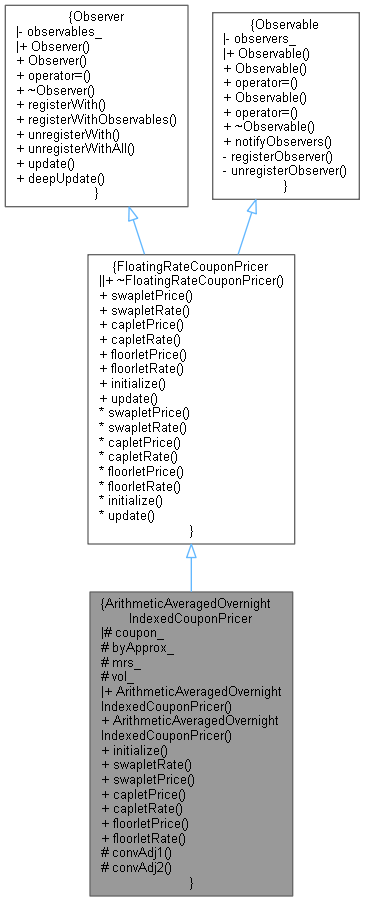 {Observer
|- observables_
|+ Observer()
+ Observer()
+ operator=()
+ ~Observer()
+ registerWith()
+ registerWithObservables()
+ unregisterWith()
+ unregisterWithAll()
+ update()
+ deepUpdate()
}
{Observable
|- observers_
|+ Observable()
+ Observable()
+ operator=()
+ Observable()
+ operator=()
+ ~Observable()
+ notifyObservers()
- registerObserver()
- unregisterObserver()
}
{FloatingRateCouponPricer
||+ ~FloatingRateCouponPricer()
+ swapletPrice()
+ swapletRate()
+ capletPrice()
+ capletRate()
+ floorletPrice()
+ floorletRate()
+ initialize()
+ update()
* swapletPrice()
* swapletRate()
* capletPrice()
* capletRate()
* floorletPrice()
* floorletRate()
* initialize()
* update()
}
{ArithmeticAveragedOvernight
IndexedCouponPricer
|# coupon_
# byApprox_
# mrs_
# vol_
|+ ArithmeticAveragedOvernight
IndexedCouponPricer()
+ ArithmeticAveragedOvernight
IndexedCouponPricer()
+ initialize()
+ swapletRate()
+ swapletPrice()
+ capletPrice()
+ capletRate()
+ floorletPrice()
+ floorletRate()
# convAdj1()
# convAdj2()
}